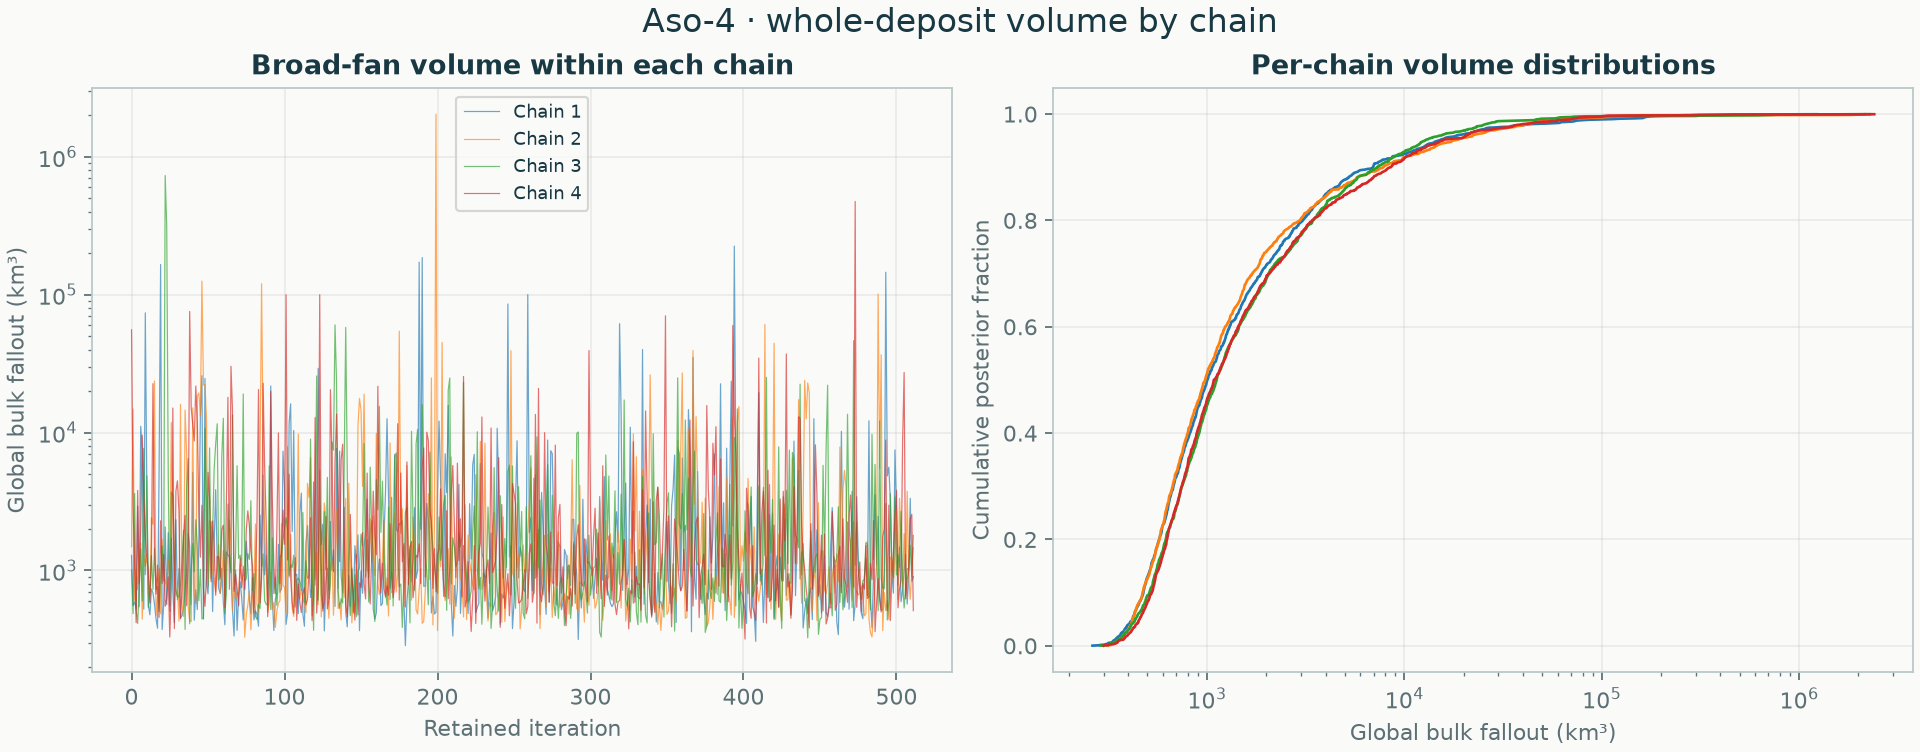 Aso-4 · whole-deposit volume by chain
Broad-fan volume within each chain
Global bulk fallout (km³)
10⁶
10⁵
10⁴
10³
Chain 1
Chain 2
Chain 3
Chain 4
0 100 200 300 400 500
Retained iteration
Per-chain volume distributions
Cumulative posterior fraction
1.0
0.8
0.6
0.4
0.2
0.0
10³ 10⁴ 10⁵ 10⁶
Global bulk fallout (km³)